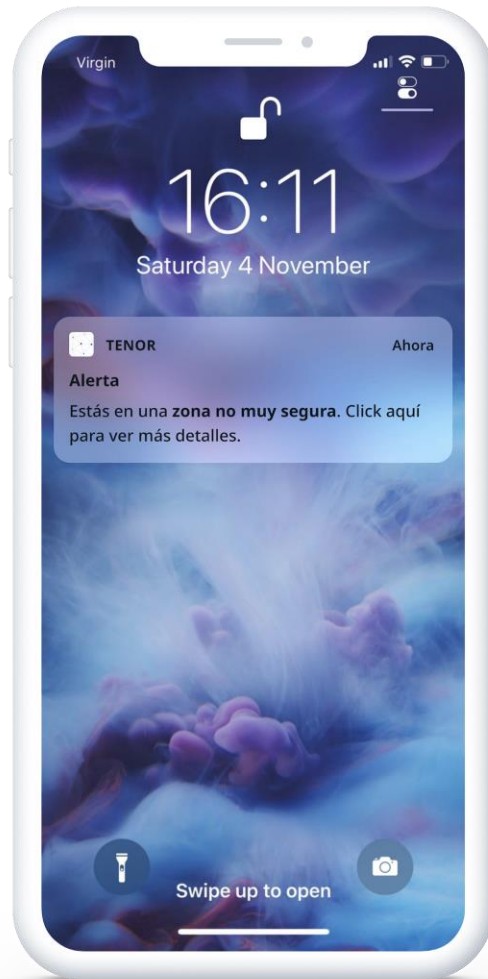 Virgin
16:11
Saturday 4 November
TENOR Ahora
Alerta
Estás en una zona no muy segura. Click aquí
para ver más detalles.
Swipe up to open